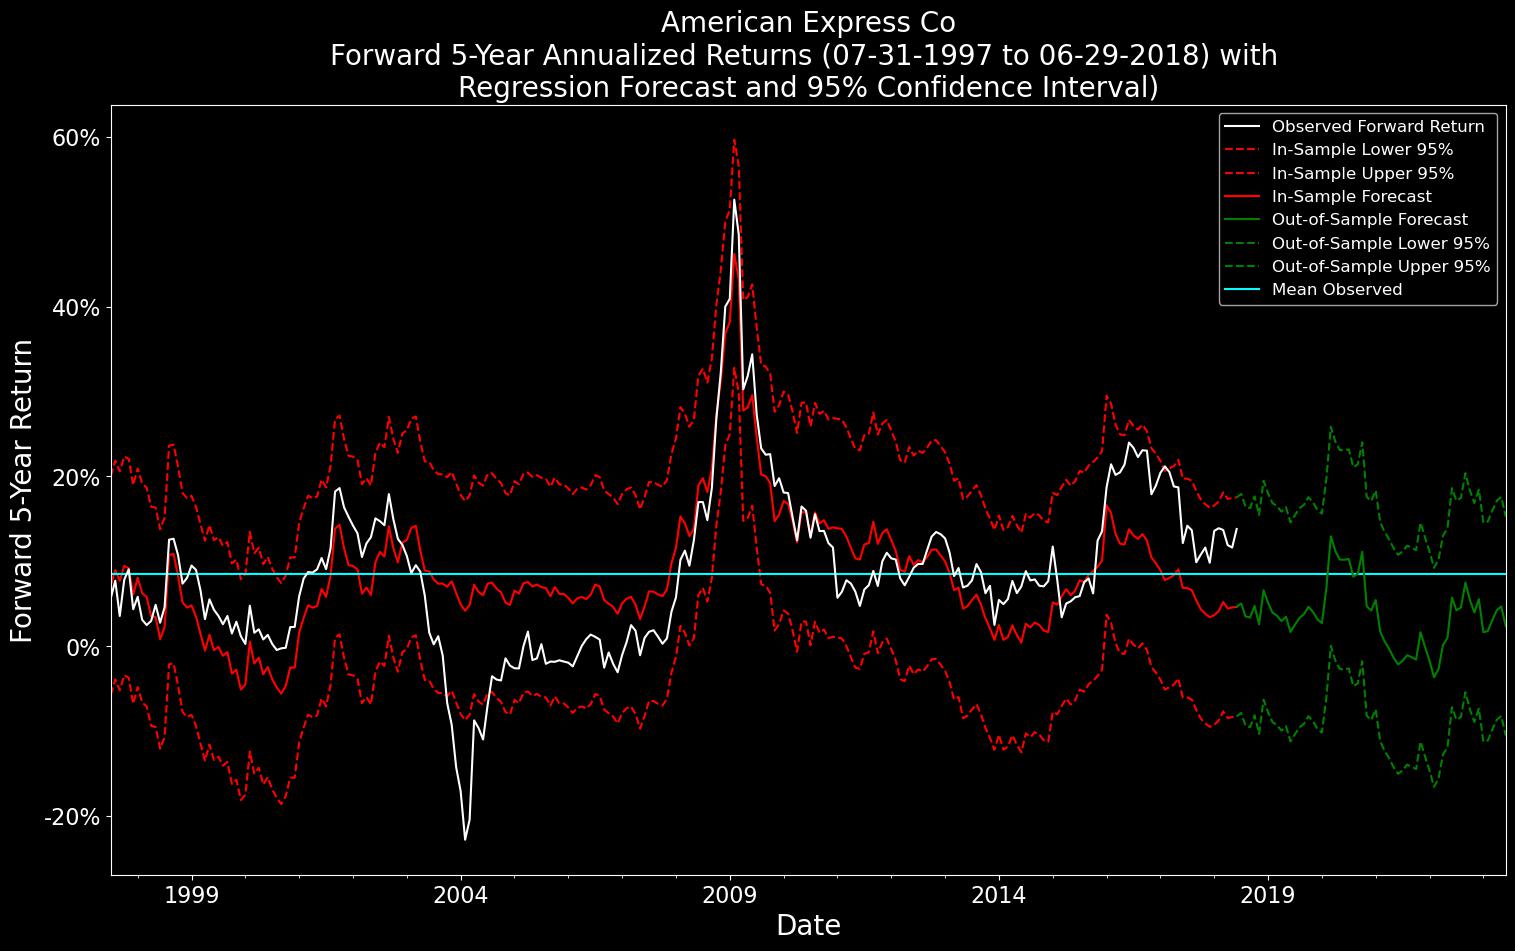 American Express Co
Forward 5-Year Annualized Returns (07-31-1997 to 06-29-2018) with
Regression Forecast and 95% Confidence Interval)
60%
40%
20%
0%
-20%
Forward 5-Year Return
Observed Forward Return
In-Sample Lower 95%
In-Sample Upper 95%
In-Sample Forecast
Out-of-Sample Forecast
Out-of-Sample Lower 95%
Out-of-Sample Upper 95%
Mean Observed
1999 2004 2009 2014 2019
Date